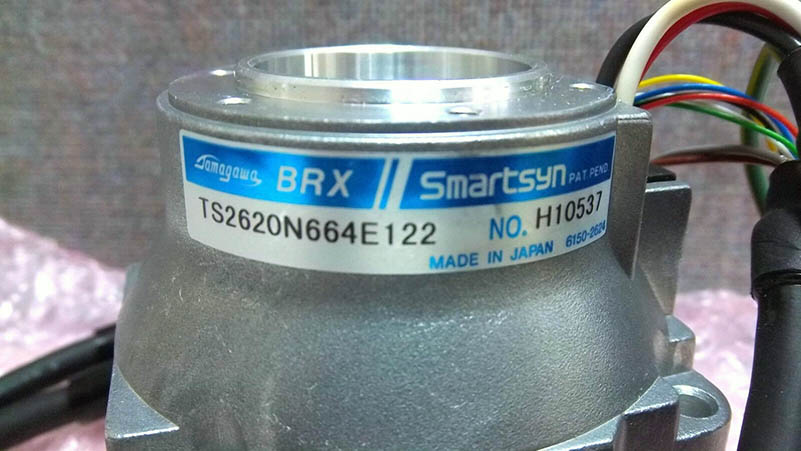 Tamagawa BRX Smartsyn PAT. PEND.
TS2620N664E122 NO. H10537
MADE IN JAPAN 6150-2624